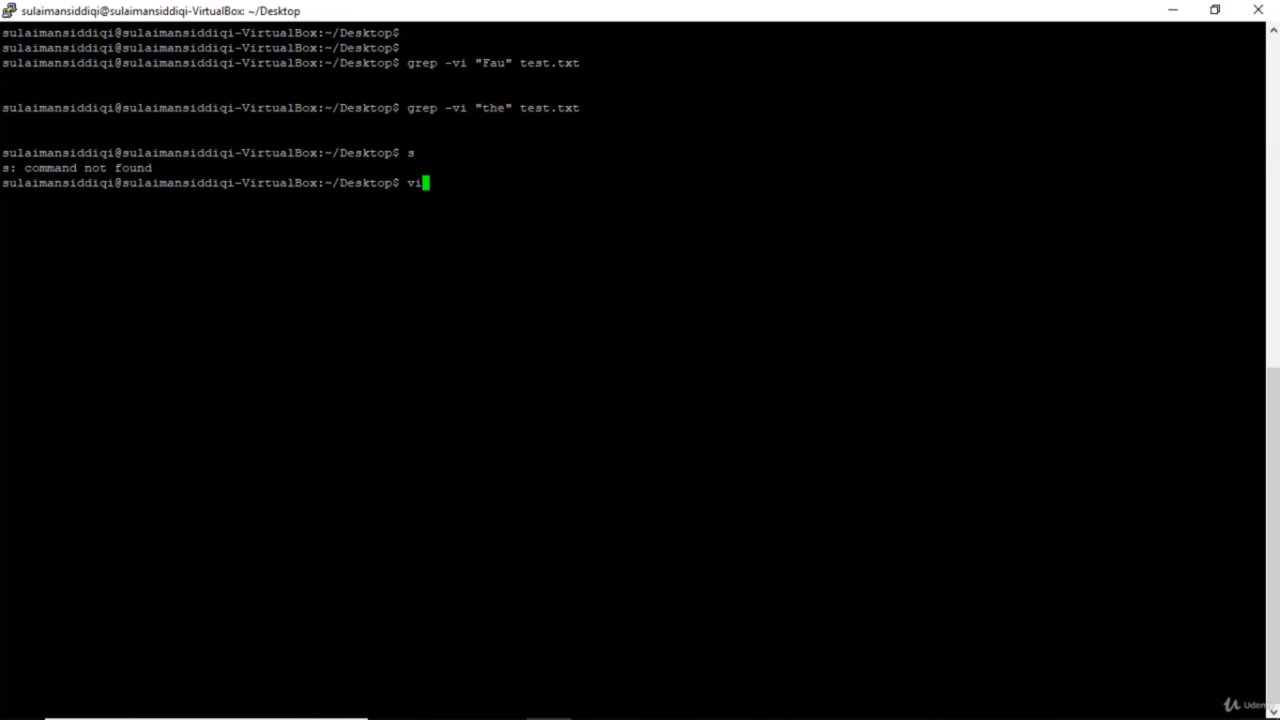 sulaimansiddiqi@sulaimansiddiqi-VirtualBox: ~/Desktop
sulaimansiddiqi@sulaimansiddiqi-VirtualBox:~/Desktop$
sulaimansiddiqi@sulaimansiddiqi-VirtualBox:~/Desktop$
sulaimansiddiqi@sulaimansiddiqi-VirtualBox:~/Desktop$ grep -vi "Fau" test.txt
sulaimansiddiqi@sulaimansiddiqi-VirtualBox:~/Desktop$ grep -vi "the" test.txt
sulaimansiddiqi@sulaimansiddiqi-VirtualBox:~/Desktop$ s
s: command not found
sulaimansiddiqi@sulaimansiddiqi-VirtualBox:~/Desktop$ vi